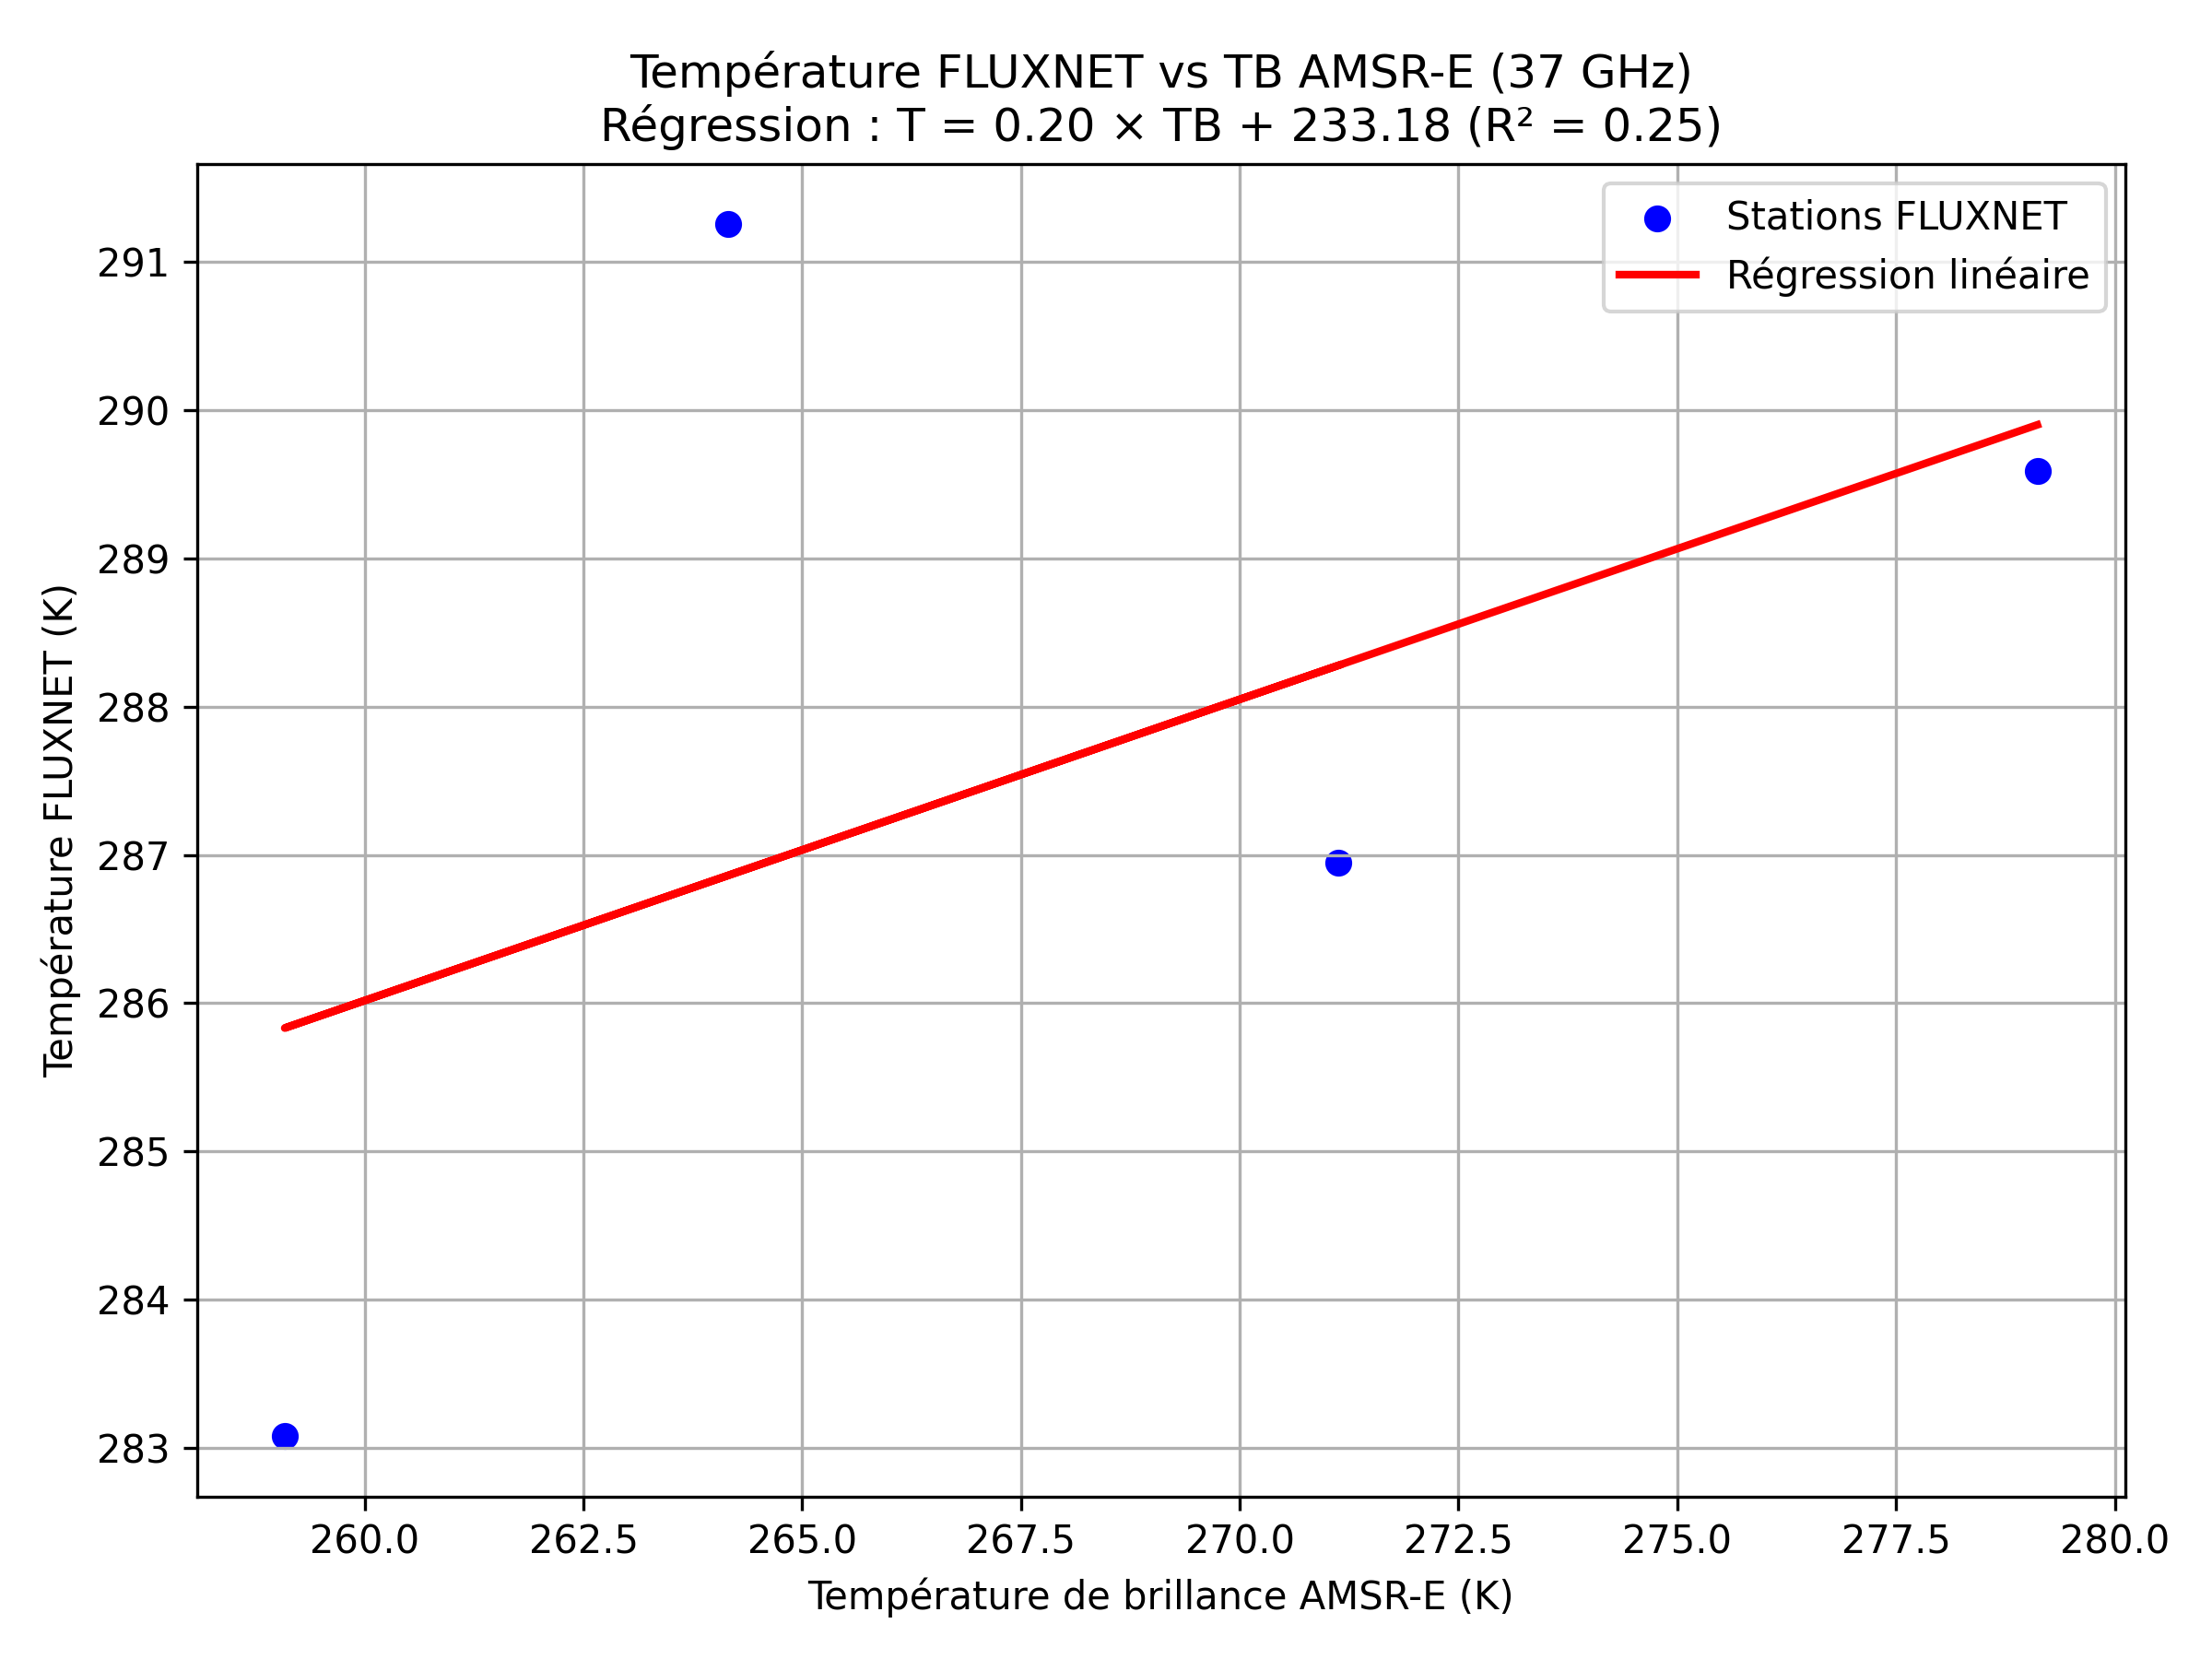 Température FLUXNET vs TB AMSR-E (37 GHz)
Régression : T = 0.20 × TB + 233.18 (R² = 0.25)
Stations FLUXNET
Régression linéaire
291
290
289
288
287
286
285
284
283
Température FLUXNET (K)
260.0 262.5 265.0 267.5 270.0 272.5 275.0 277.5 280.0
Température de brillance AMSR-E (K)